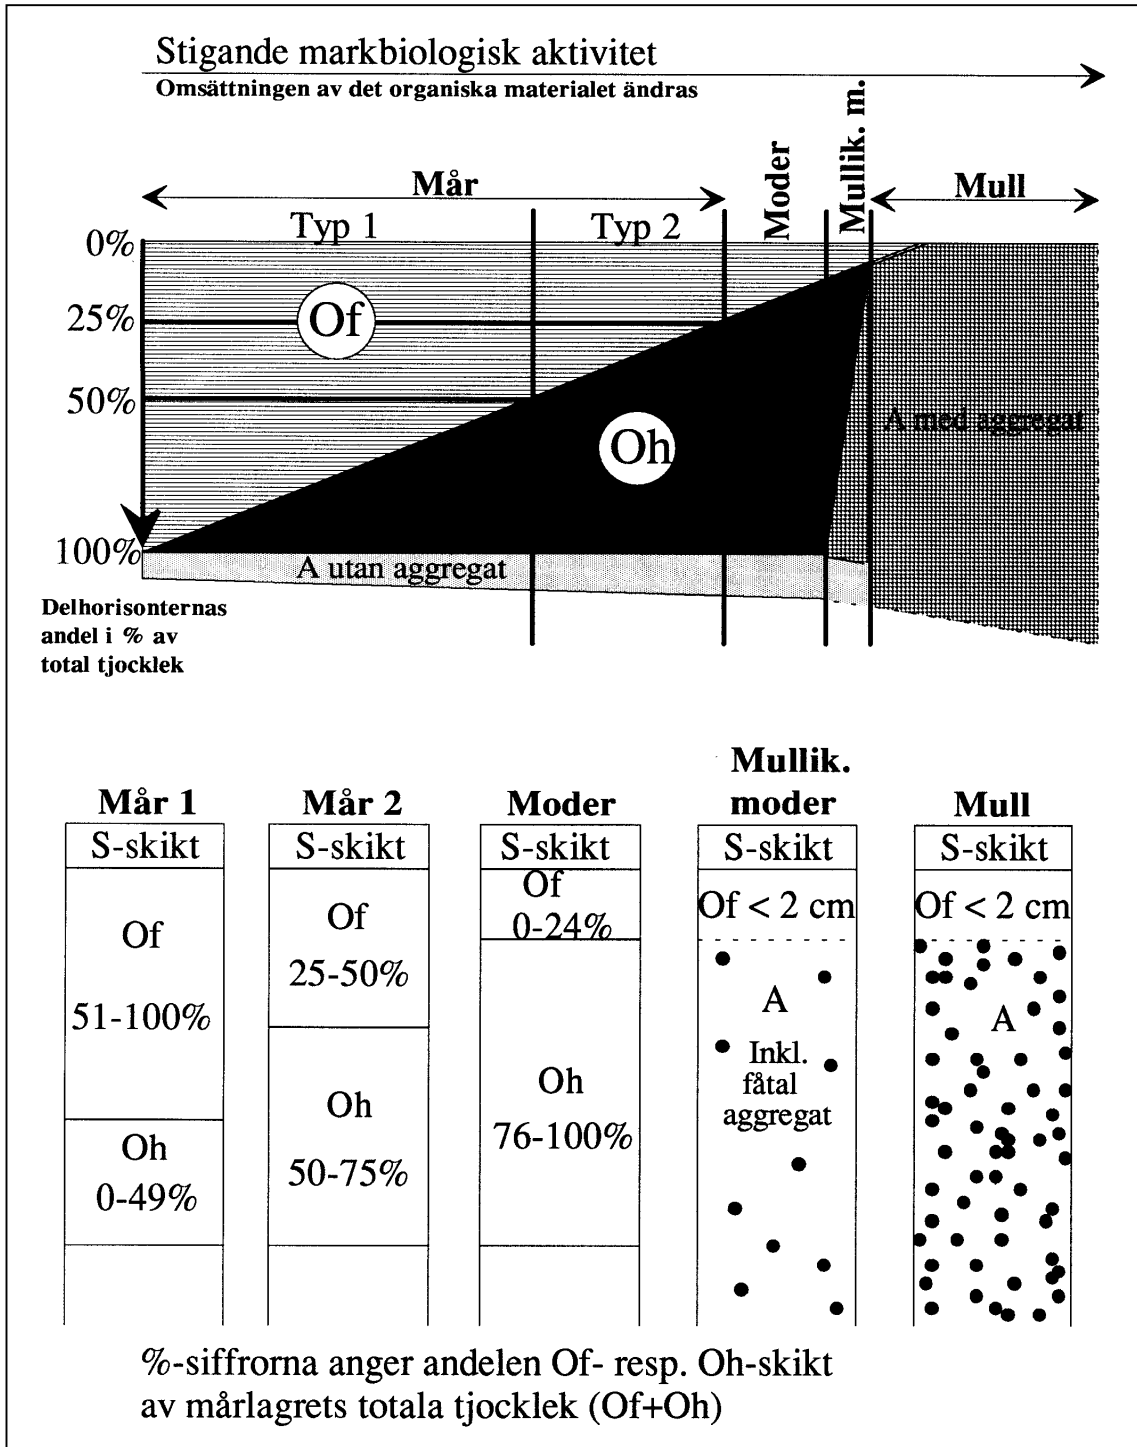 Stigande markbiologisk aktivitet
Omsättningen av det organiska materialet ändras
Mår
Moder
Mullik. m.
Mull
Typ 1
Typ 2
0%
25%
50%
100%
Of
Oh
A med aggregat
A utan aggregat
Delhorisonternas
andel i % av
total tjocklek
Mår 1
S-skikt
Of
51-100%
Oh
0-49%
Mår 2
S-skikt
Of
25-50%
Oh
50-75%
Moder
S-skikt
Of
0-24%
Oh
76-100%
Mullik.
moder
S-skikt
Of < 2 cm
A
Inkl.
fåtal
aggregat
Mull
S-skikt
Of < 2 cm
A
%-siffrorna anger andelen Of- resp. Oh-skikt
av mårlagrets totala tjocklek (Of+Oh)